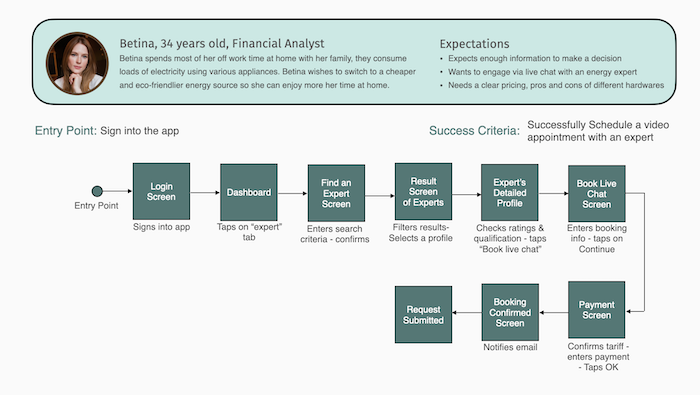 Betina, 34 years old, Financial Analyst
Betina spends most of her off work time at home with her family, they consume
loads of electricity using various appliances. Betina wishes to switch to a cheaper
and eco-friendlier energy source so she can enjoy more her time at home.
Expectations
• Expects enough information to make a decision
• Wants to engage via live chat with an energy expert
• Needs a clear pricing, pros and cons of different hardwares
Entry Point: Sign into the app
Success Criteria: Successfully Schedule a video
appointment with an expert
Entry Point
Login
Screen
Signs into app
Dashboard
Taps on “expert”
tab
Find an
Expert
Screen
Enters search
criteria - confirms
Result
Screen
of Experts
Filters results-
Selects a profile
Expert’s
Detailed
Profile
Checks ratings &
qualification - taps
“Book live chat”
Book Live
Chat
Screen
Enters booking
info - taps on
Continue
Payment
Screen
Confirms tariff -
enters payment
- Taps OK
Booking
Confirmed
Screen
Notifies email
Request
Submitted